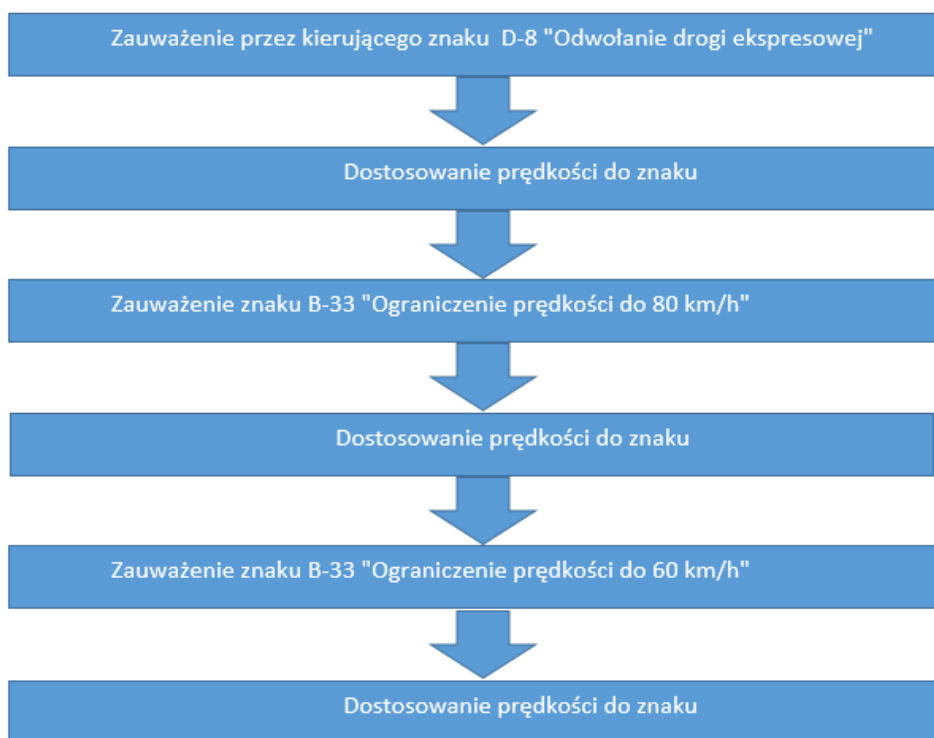 Zauważenie przez kierującego znaku  D-8 "Odwołanie drogi ekspresowej"
Dostosowanie prędkości do znaku
Zauważenie znaku B-33 "Ograniczenie prędkości do 80 km/h"
Dostosowanie prędkości do znaku
Zauważenie znaku B-33 "Ograniczenie prędkości do 60 km/h"
Dostosowanie prędkości do znaku